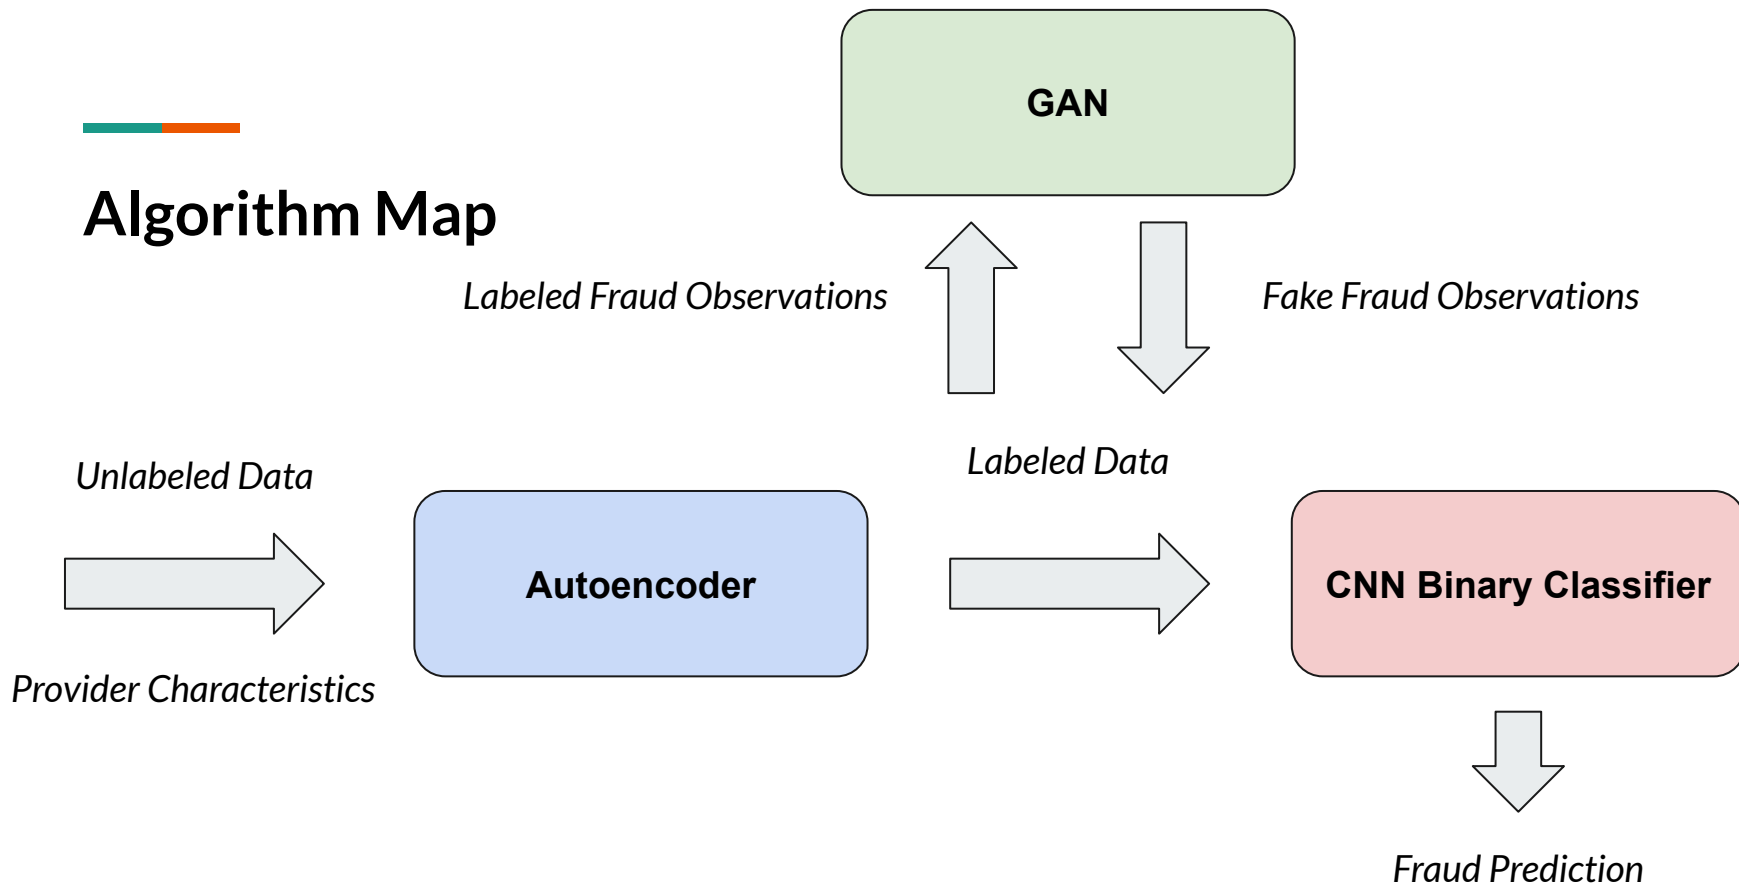 GAN
Algorithm Map
Labeled Fraud Observations
Fake Fraud Observations
Unlabeled Data
Labeled Data
Autoencoder
CNN Binary Classifier
Provider Characteristics
Fraud Prediction